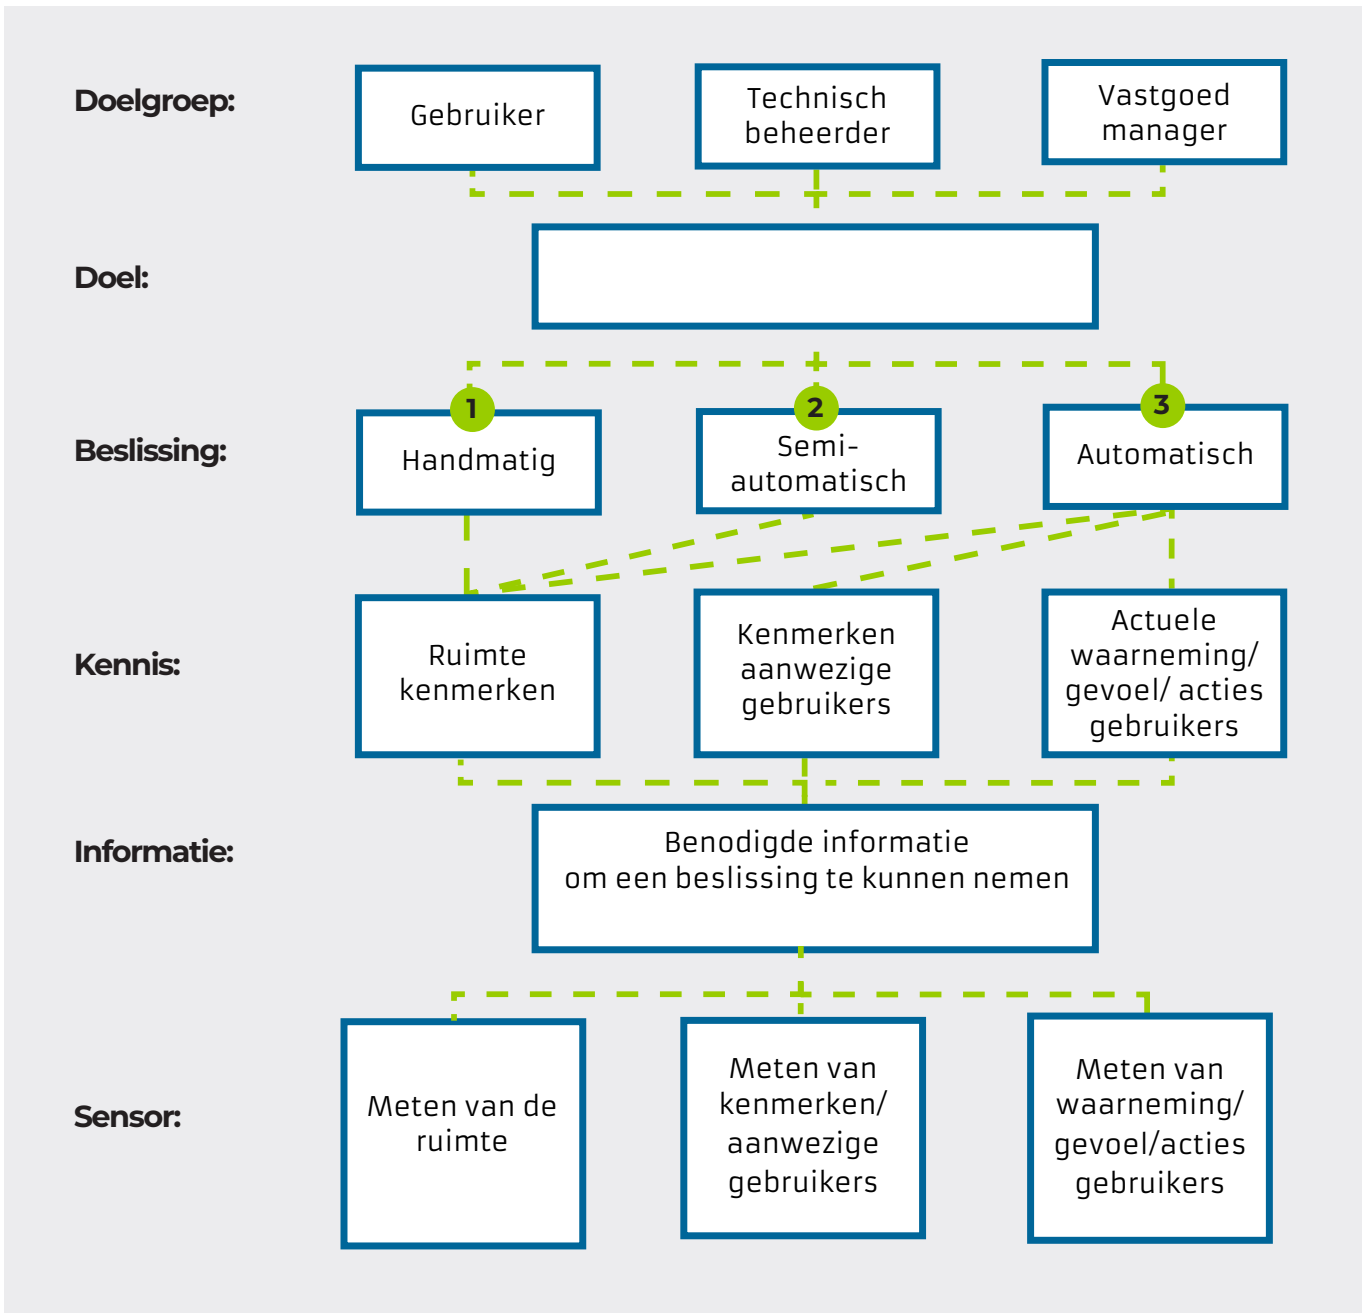 Doelgroep:
Gebruiker
Technisch
beheerder
Vastgoed
manager
Doel:
Beslissing:
1
Handmatig
2
Semi-
automatisch
3
Automatisch
Kennis:
Ruimte
kenmerken
Kenmerken
aanwezige
gebruikers
Actuele
waarneming/
gevoel/ acties
gebruikers
Informatie:
Benodigde informatie
om een beslissing te kunnen nemen
Sensor:
Meten van de
ruimte
Meten van
kenmerken/
aanwezige
gebruikers
Meten van
waarneming/
gevoel/acties
gebruikers